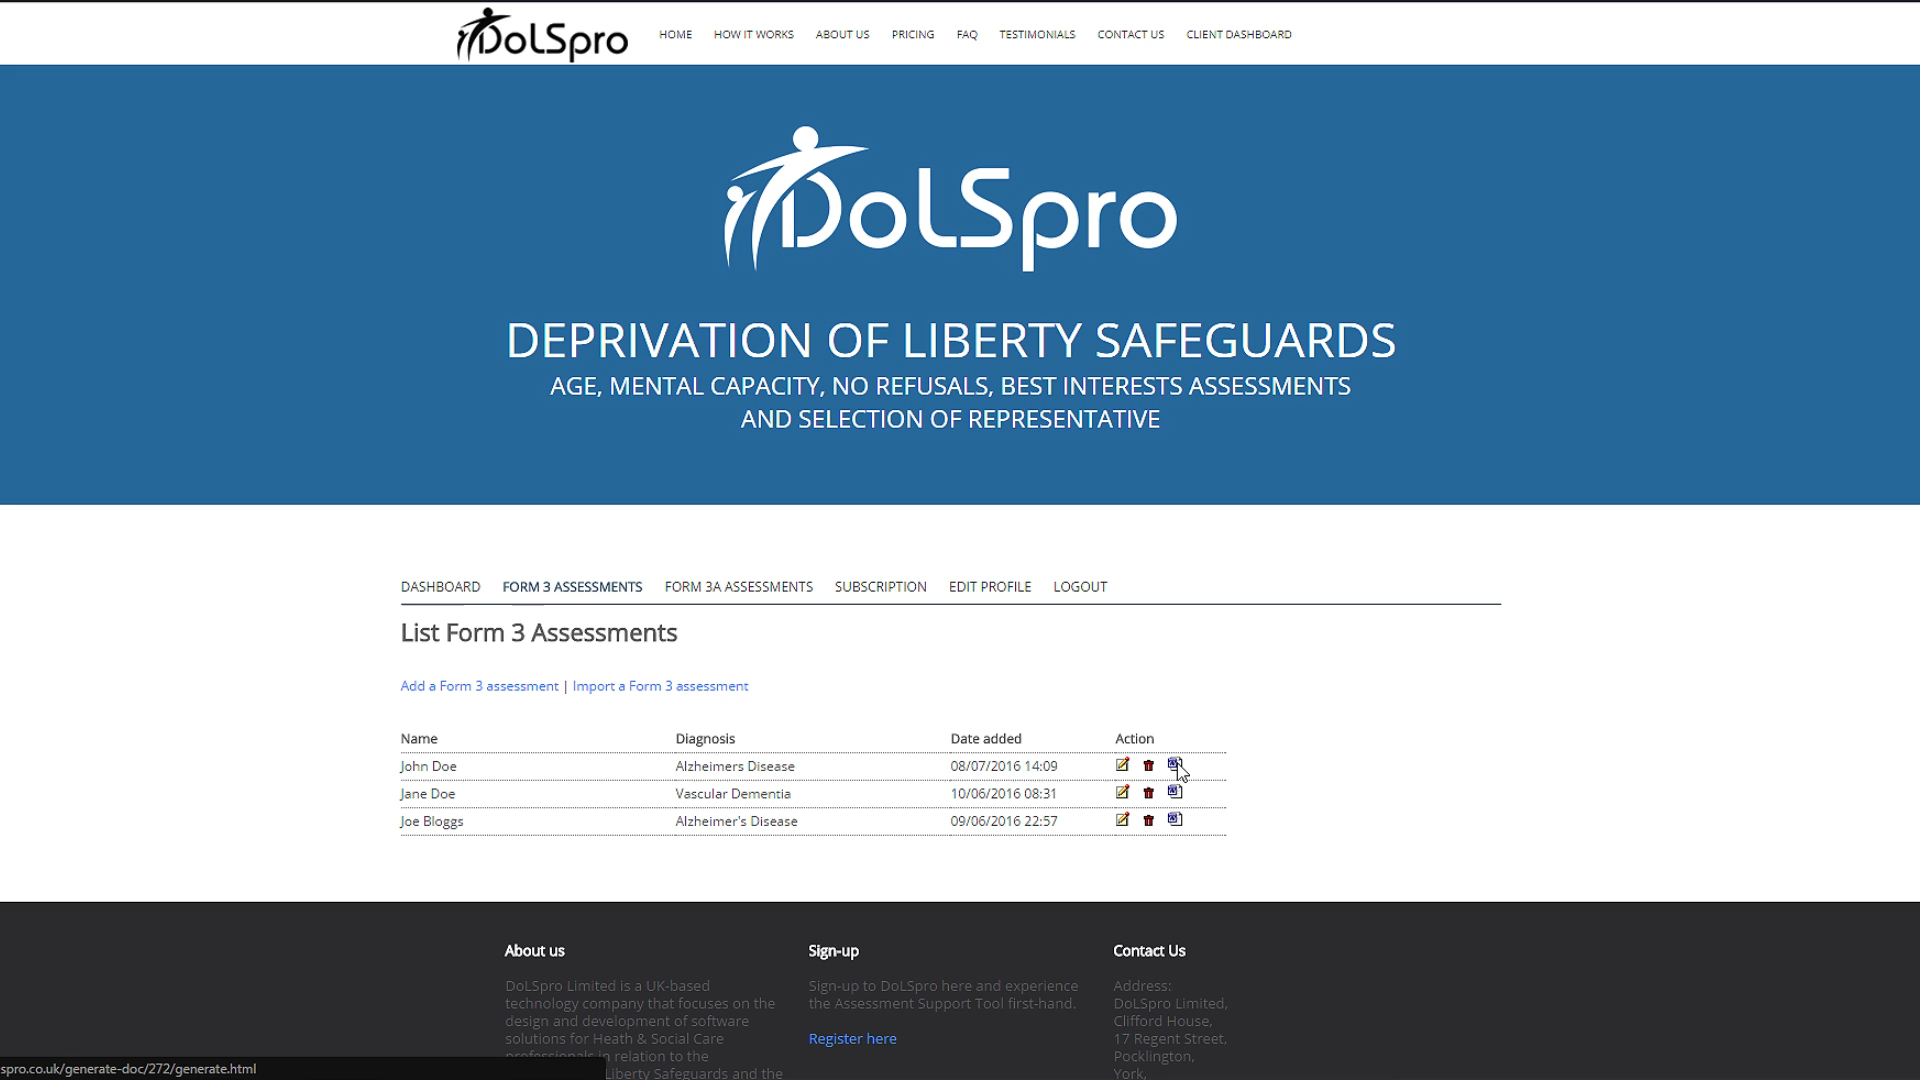 DoLSpro HOME HOW IT WORKS ABOUT US PRICING FAQ TESTIMONIALS CONTACT US CLIENT DASHBOARD
DoLSpro
DEPRIVATION OF LIBERTY SAFEGUARDS
AGE, MENTAL CAPACITY, NO REFUSALS, BEST INTERESTS ASSESSMENTS
AND SELECTION OF REPRESENTATIVE
DASHBOARD FORM 3 ASSESSMENTS FORM 3A ASSESSMENTS SUBSCRIPTION EDIT PROFILE LOGOUT
List Form 3 Assessments
Add a Form 3 assessment | Import a Form 3 assessment
Name Diagnosis Date added Action
John Doe Alzheimers Disease 08/07/2016 14:09
Jane Doe Vascular Dementia 10/06/2016 08:31
Joe Bloggs Alzheimer's Disease 09/06/2016 22:57
About us
DoLSpro Limited is a UK-based
technology company that focuses on the
design and development of software
solutions for Heath & Social Care
professionals in relation to the
Liberty Safeguards and the
Sign-up
Sign-up to DoLSpro here and experience
the Assessment Support Tool first-hand.
Register here
Contact Us
Address:
DoLSpro Limited,
Clifford House,
17 Regent Street,
Pocklington,
York,
spro.co.uk/generate-doc/272/generate.html